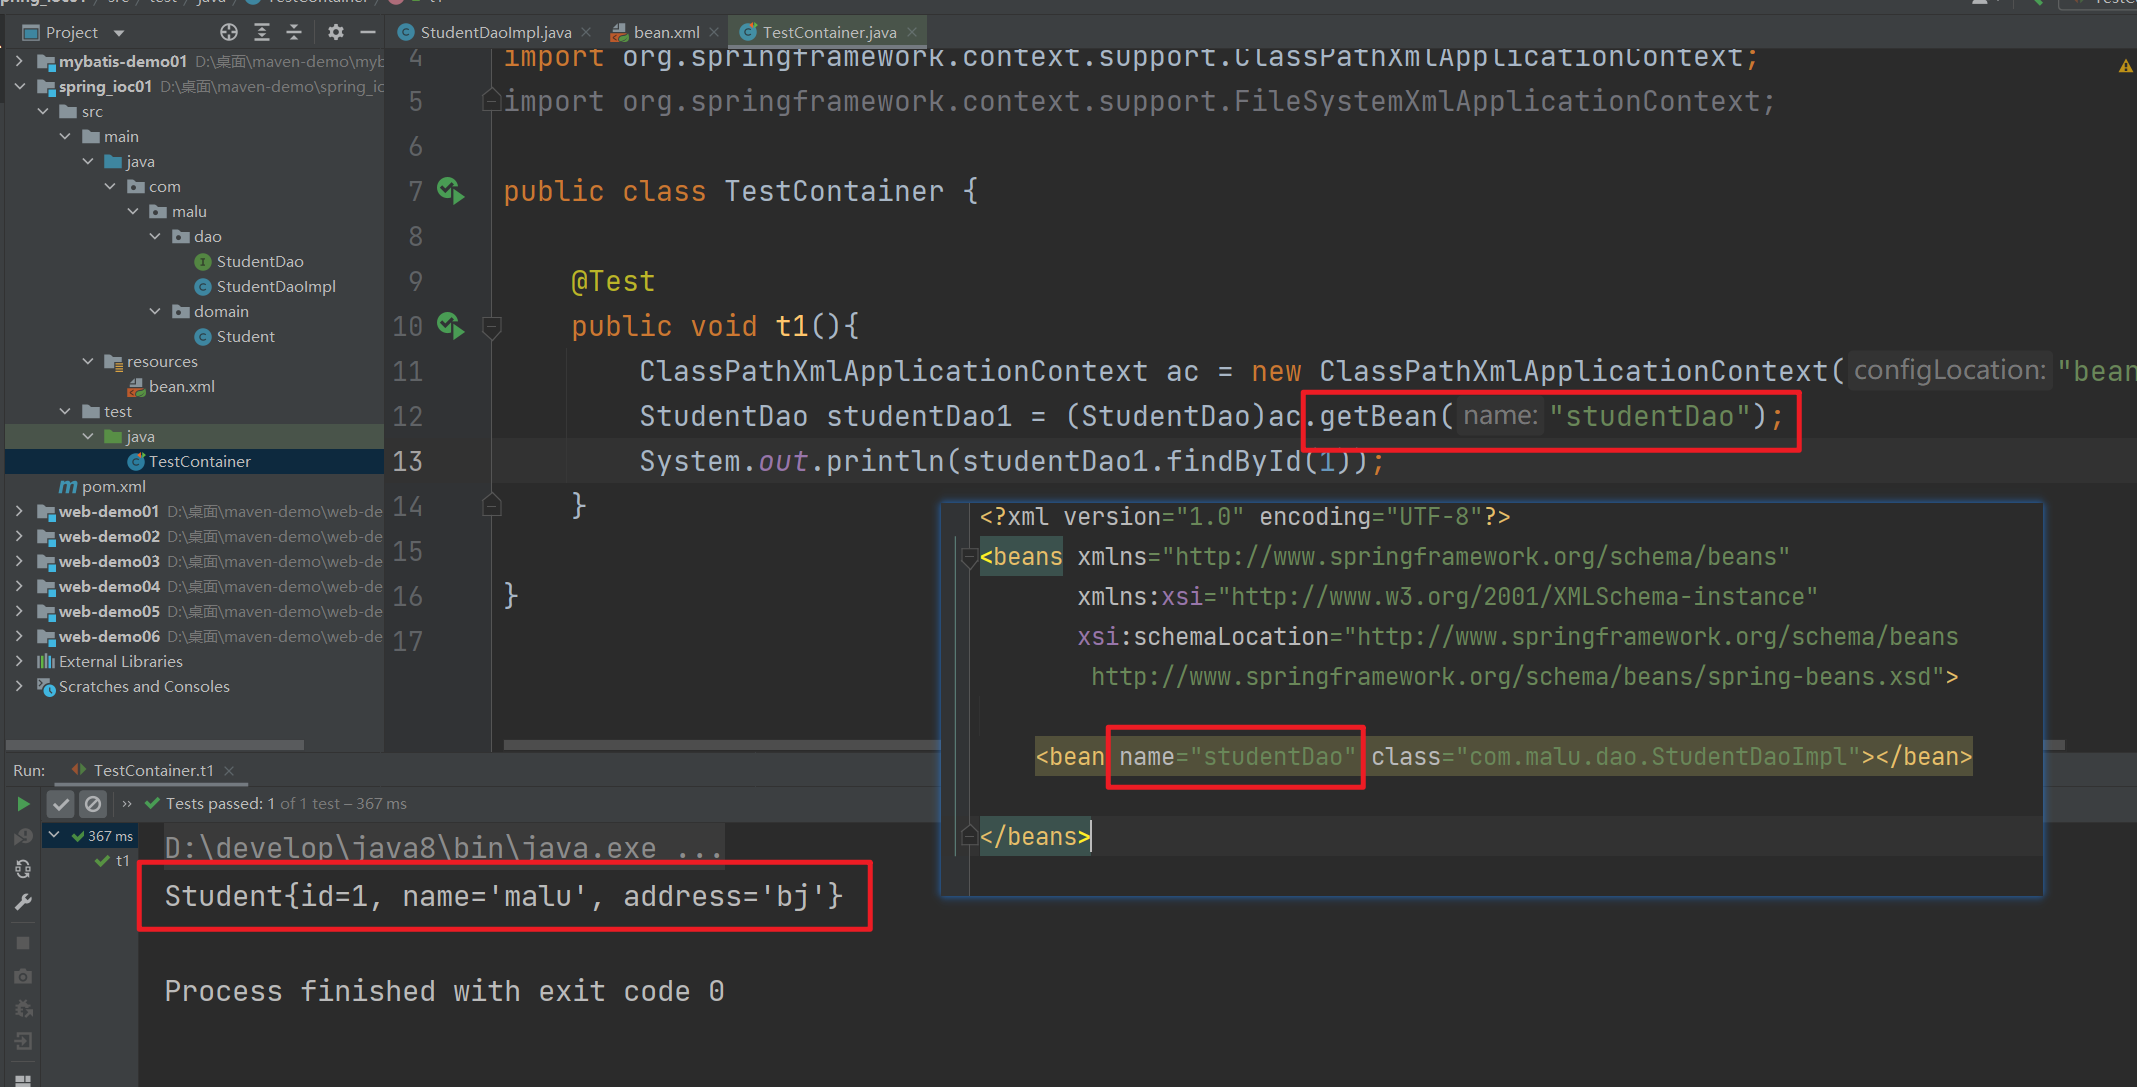 Project
StudentDaoImpl.java
bean.xml
TestContainer.java
mybatis-demo01 D:\桌面\maven-demo\myb
spring_ioc01 D:\桌面\maven-demo\spring_ic
src
main
java
com
malu
dao
StudentDao
StudentDaoImpl
domain
Student
resources
bean.xml
test
java
TestContainer
pom.xml
web-demo01 D:\桌面\maven-demo\web-de
web-demo02 D:\桌面\maven-demo\web-de
web-demo03 D:\桌面\maven-demo\web-de
web-demo04 D:\桌面\maven-demo\web-de
web-demo05 D:\桌面\maven-demo\web-de
web-demo06 D:\桌面\maven-demo\web-de
External Libraries
Scratches and Consoles
4 import org.springframework.context.support.ClassPathXmlApplicationContext;
5 import org.springframework.context.support.FileSystemXmlApplicationContext;
6
7 public class TestContainer {
8
9 @Test
10 public void t1(){
11 ClassPathXmlApplicationContext ac = new ClassPathXmlApplicationContext( configLocation: "bean
12 StudentDao studentDao1 = (StudentDao)ac.getBean( name: "studentDao");
13 System.out.println(studentDao1.findById(1));
14 }
15
16 }
17
<?xml version="1.0" encoding="UTF-8"?>
<beans xmlns="http://www.springframework.org/schema/beans"
xmlns:xsi="http://www.w3.org/2001/XMLSchema-instance"
xsi:schemaLocation="http://www.springframework.org/schema/beans
http://www.springframework.org/schema/beans/spring-beans.xsd">
<bean name="studentDao" class="com.malu.dao.StudentDaoImpl"></bean>
</beans>
Run: TestContainer.t1
Tests passed: 1 of 1 test – 367 ms
367 ms
t1
D:\develop\java8\bin\java.exe ...
Student{id=1, name='malu', address='bj'}
Process finished with exit code 0